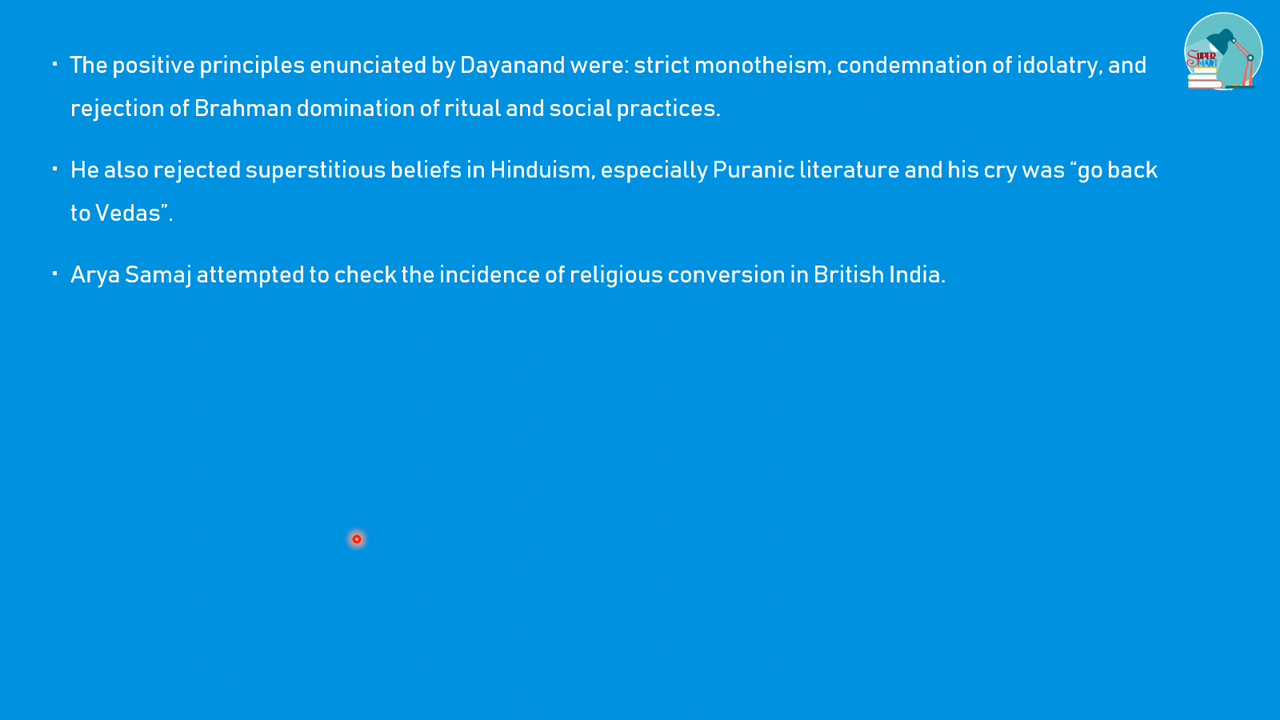 · The positive principles enunciated by Dayanand were: strict monotheism, condemnation of idolatry, and
rejection of Brahman domination of ritual and social practices.
· He also rejected superstitious beliefs in Hinduism, especially Puranic literature and his cry was “go back
to Vedas”.
· Arya Samaj attempted to check the incidence of religious conversion in British India.
SUPER